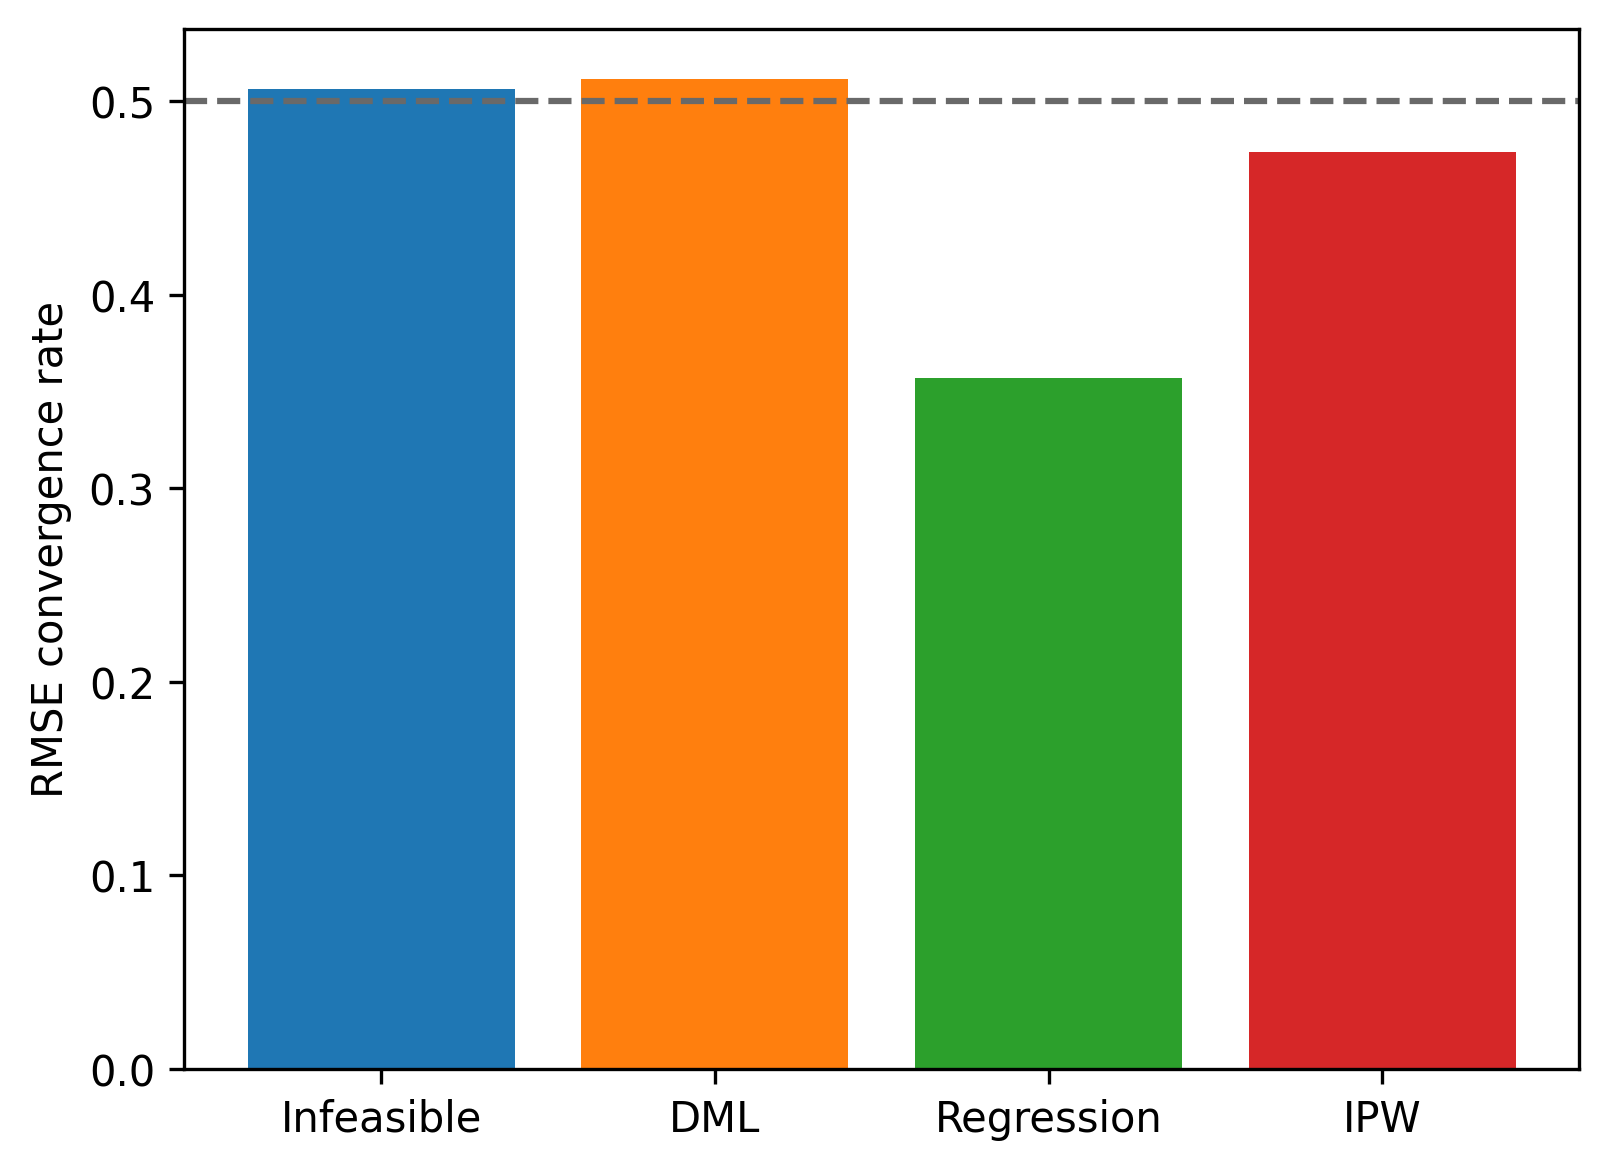 RMSE convergence rate
0.5
0.4
0.3
0.2
0.1
0.0
Infeasible
DML
Regression
IPW